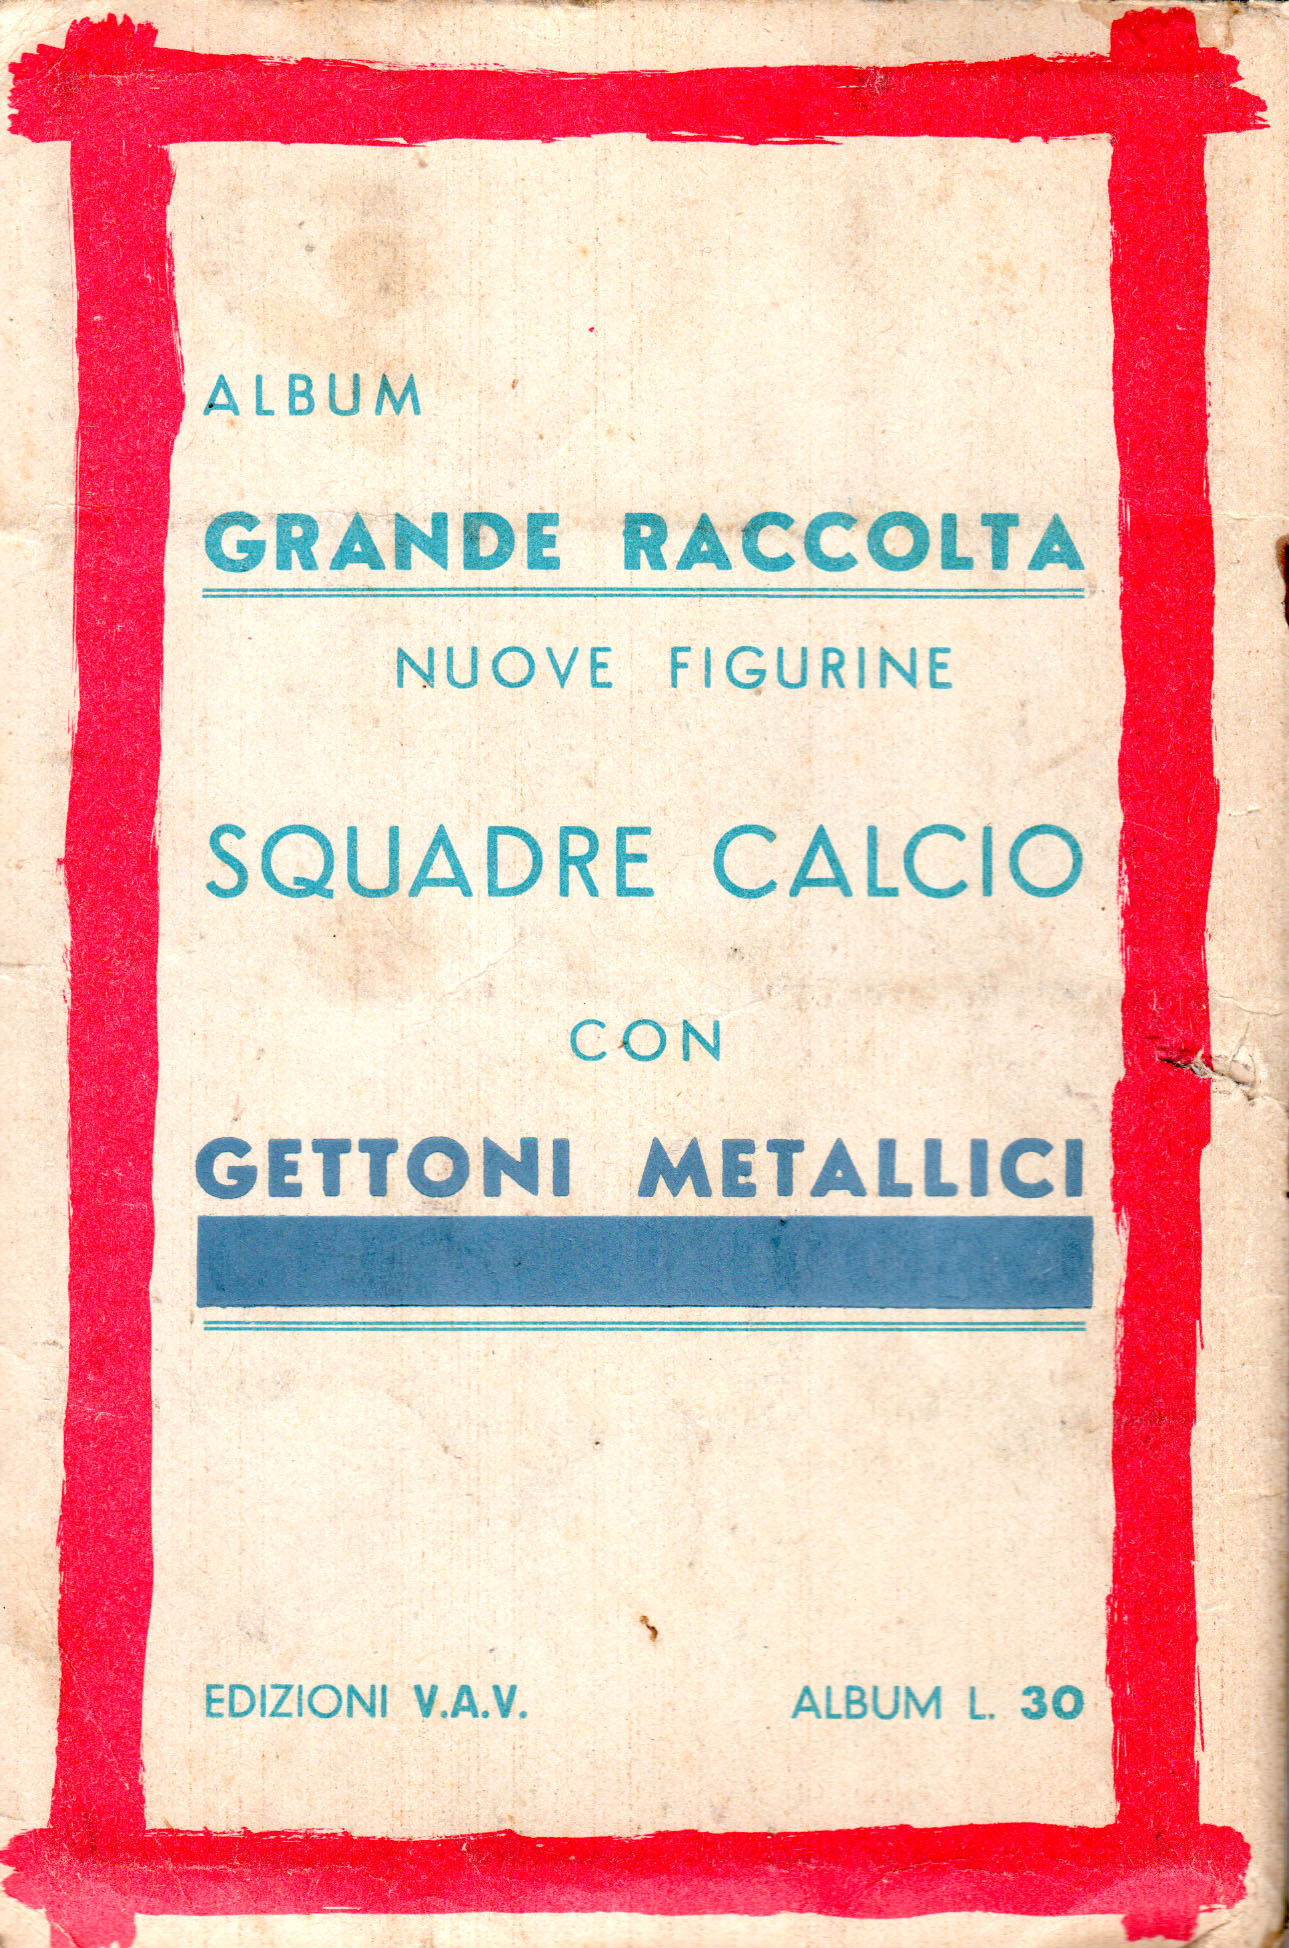 ALBUM
GRANDE RACCOLTA
NUOVE FIGURINE
SQUADRE CALCIO
CON
GETTONI METALLICI
EDIZIONI V.A.V. ALBUM L. 30